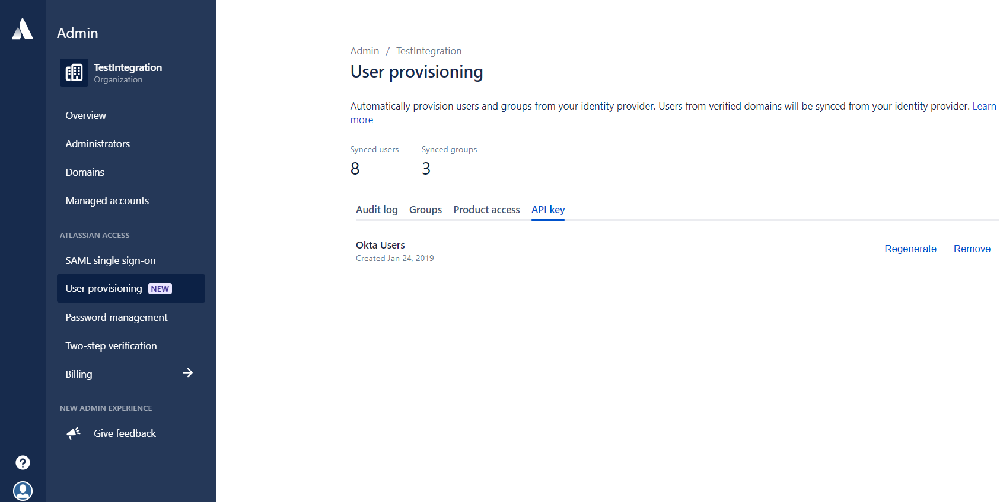 Admin
TestIntegration
Organization
Overview
Administrators
Domains
Managed accounts
ATLASSIAN ACCESS
SAML single sign-on
User provisioning NEW
Password management
Two-step verification
Billing
NEW ADMIN EXPERIENCE
Give feedback
Admin / TestIntegration
User provisioning
Automatically provision users and groups from your identity provider. Users from verified domains will be synced from your identity provider. Learn
more
Synced users Synced groups
8 3
Audit log Groups Product access API key
Okta Users
Created Jan 24, 2019
Regenerate Remove